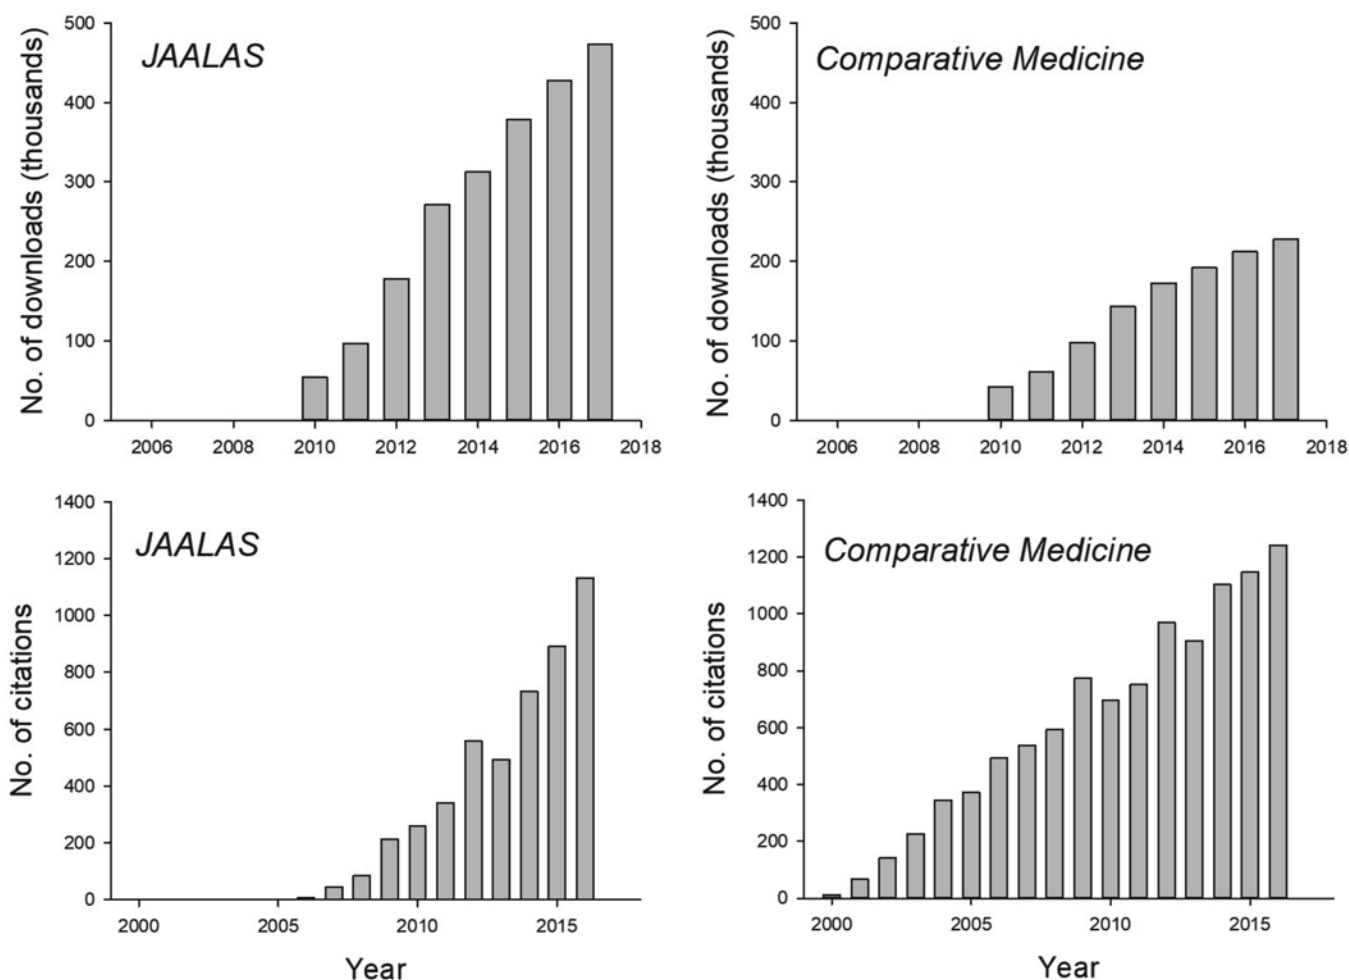 JAALAS
No. of downloads (thousands)
500
400
300
200
100
0
2006 2008 2010 2012 2014 2016 2018
Comparative Medicine
No. of downloads (thousands)
500
400
300
200
100
0
2006 2008 2010 2012 2014 2016 2018
JAALAS
No. of citations
1400
1200
1000
800
600
400
200
0
2000 2005 2010 2015
Year
Comparative Medicine
No. of citations
1400
1200
1000
800
600
400
200
0
2000 2005 2010 2015
Year